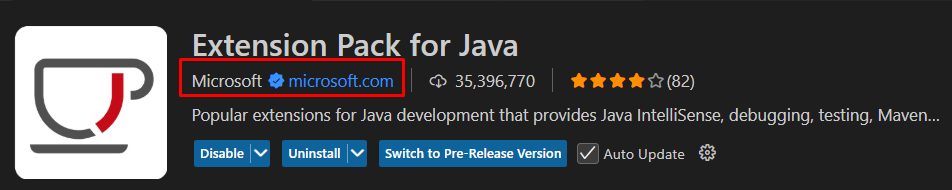 Extension Pack for Java
Microsoft microsoft.com 35,396,770 (82)
Popular extensions for Java development that provides Java IntelliSense, debugging, testing, Maven...
Disable Uninstall Switch to Pre-Release Version Auto Update